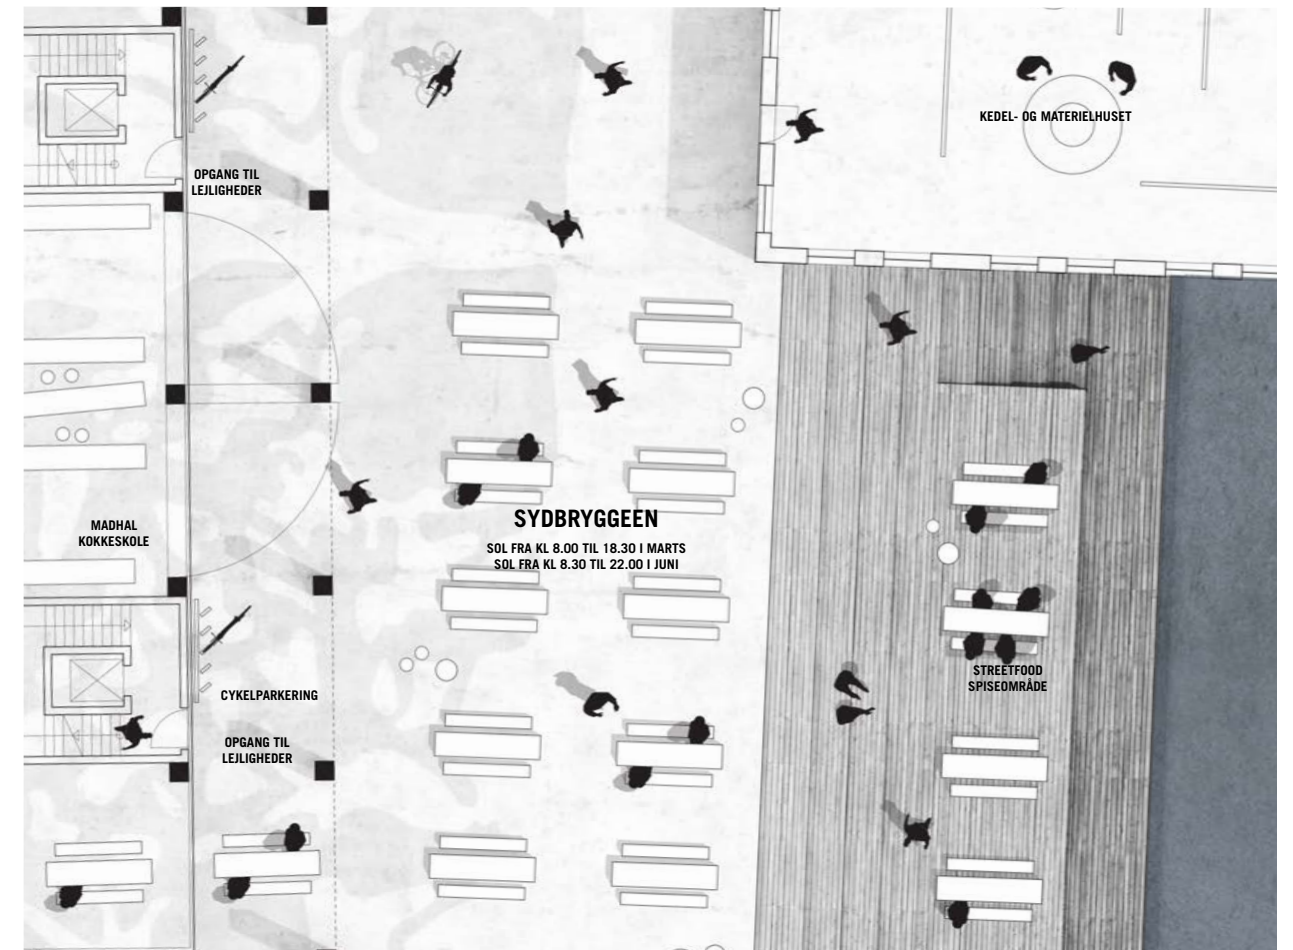 KEDEL- OG MATERIELHUSET
OPGANG TIL
LEJLIGHEDER
MADHAL
KOKKESKOLE
SYDBRYGGEEN
SOL FRA KL 8.00 TIL 18.30 I MARTS
SOL FRA KL 8.30 TIL 22.00 I JUNI
STREETFOOD
SPISEOMRÅDE
CYKELPARKERING
OPGANG TIL
LEJLIGHEDER